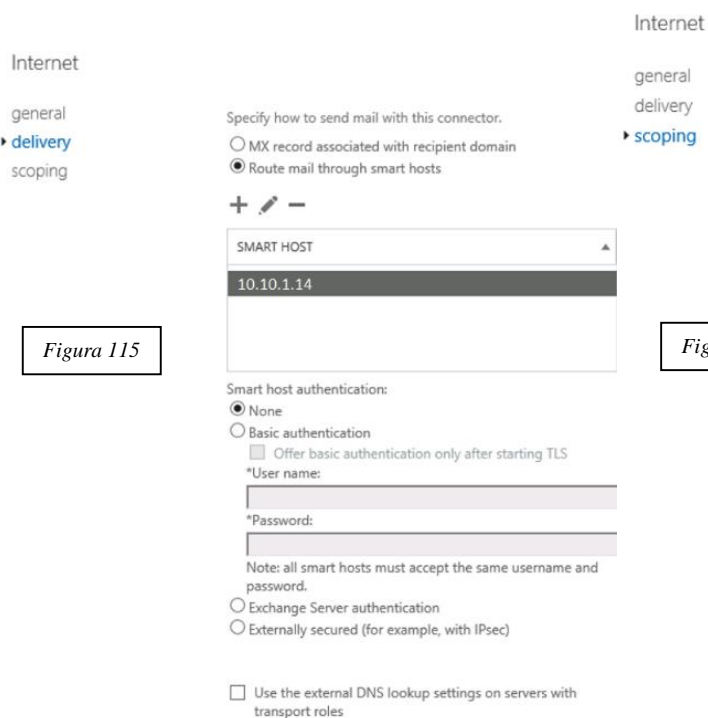 Internet
general
delivery
scoping
Figura 115
Specify how to send mail with this connector.
MX record associated with recipient domain
Route mail through smart hosts
SMART HOST
10.10.1.14
Smart host authentication:
None
Basic authentication
Offer basic authentication only after starting TLS
*User name:
*Password:
Note: all smart hosts must accept the same username and
password.
Exchange Server authentication
Externally secured (for example, with IPsec)
Use the external DNS lookup settings on servers with
transport roles
Internet
general
delivery
scoping